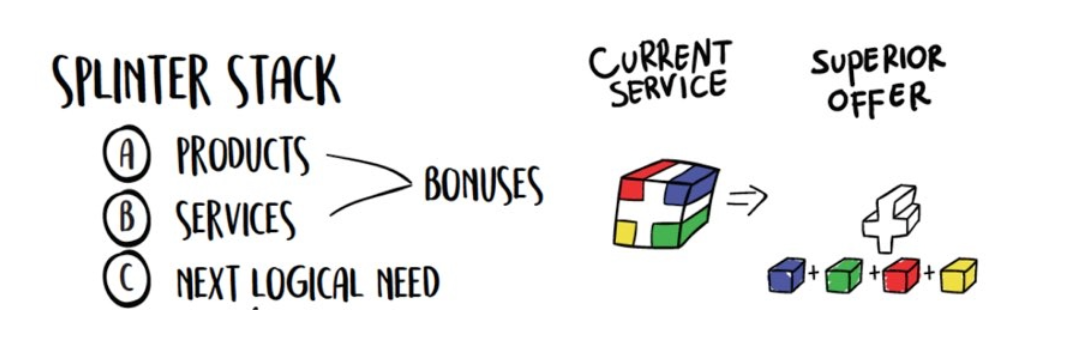 SPLINTER STACK
A PRODUCTS
B SERVICES
C NEXT LOGICAL NEED
BONUSES
CURRENT
SERVICE
SUPERIOR
OFFER
+ + +